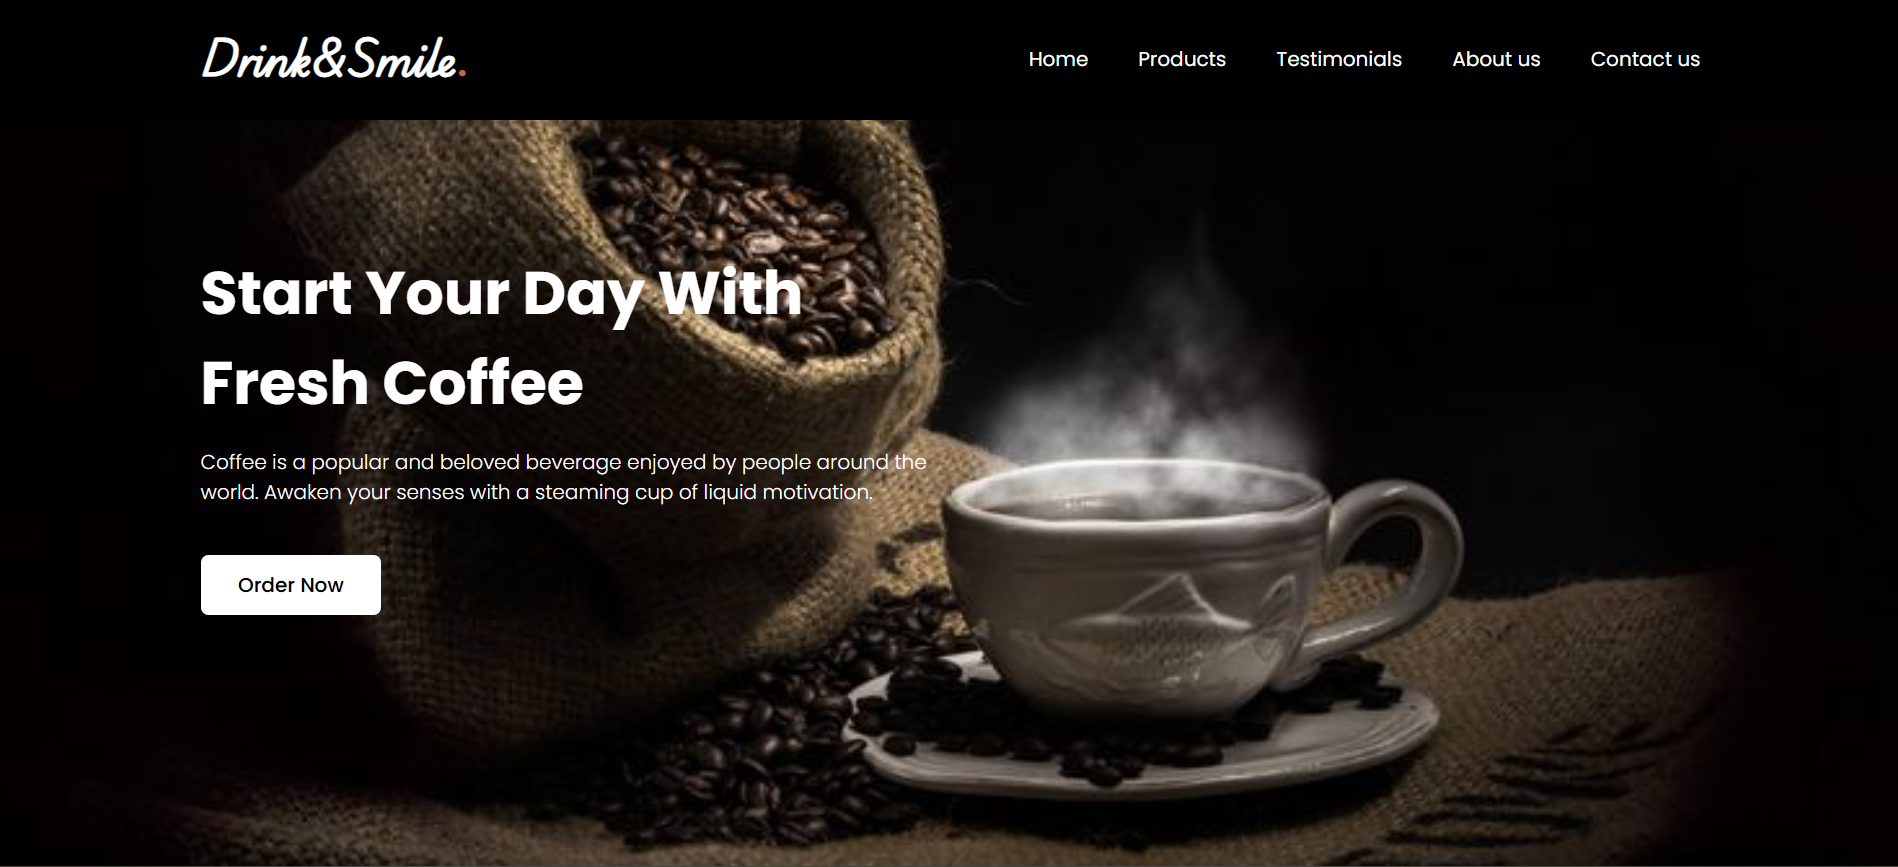 Drink&Smile.
Home Products Testimonials About us Contact us
Start Your Day With
Fresh Coffee
Coffee is a popular and beloved beverage enjoyed by people around the
world. Awaken your senses with a steaming cup of liquid motivation.
Order Now